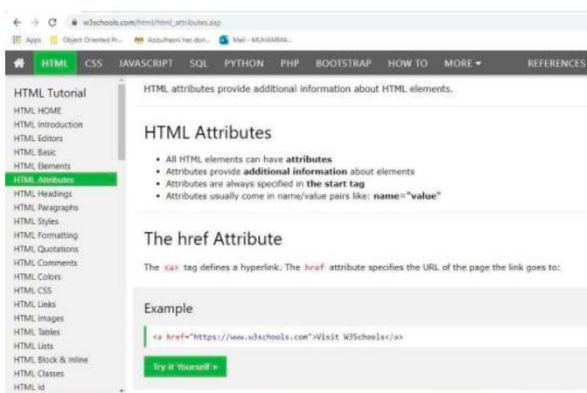 w3schools.com/html/html_attributes.asp
Apps Object Oriented Pr... Mail - MUHAMMA...
HTML CSS JAVASCRIPT SQL PYTHON PHP BOOTSTRAP HOW TO MORE REFERENCES
HTML Tutorial
HTML HOME
HTML Introduction
HTML Editors
HTML Basic
HTML Elements
HTML Attributes
HTML Headings
HTML Paragraphs
HTML Styles
HTML Formatting
HTML Quotations
HTML Comments
HTML Colors
HTML CSS
HTML Links
HTML Images
HTML Tables
HTML Lists
HTML Block & Inline
HTML Classes
HTML Id
HTML attributes provide additional information about HTML elements.
HTML Attributes
All HTML elements can have attributes
Attributes provide additional information about elements
Attributes are always specified in the start tag
Attributes usually come in name/value pairs like: name="value"
The href Attribute
The <a> tag defines a hyperlink. The href attribute specifies the URL of the page the link goes to:
Example
<a href="https://www.w3schools.com">Visit W3Schools</a>
Try it Yourself »